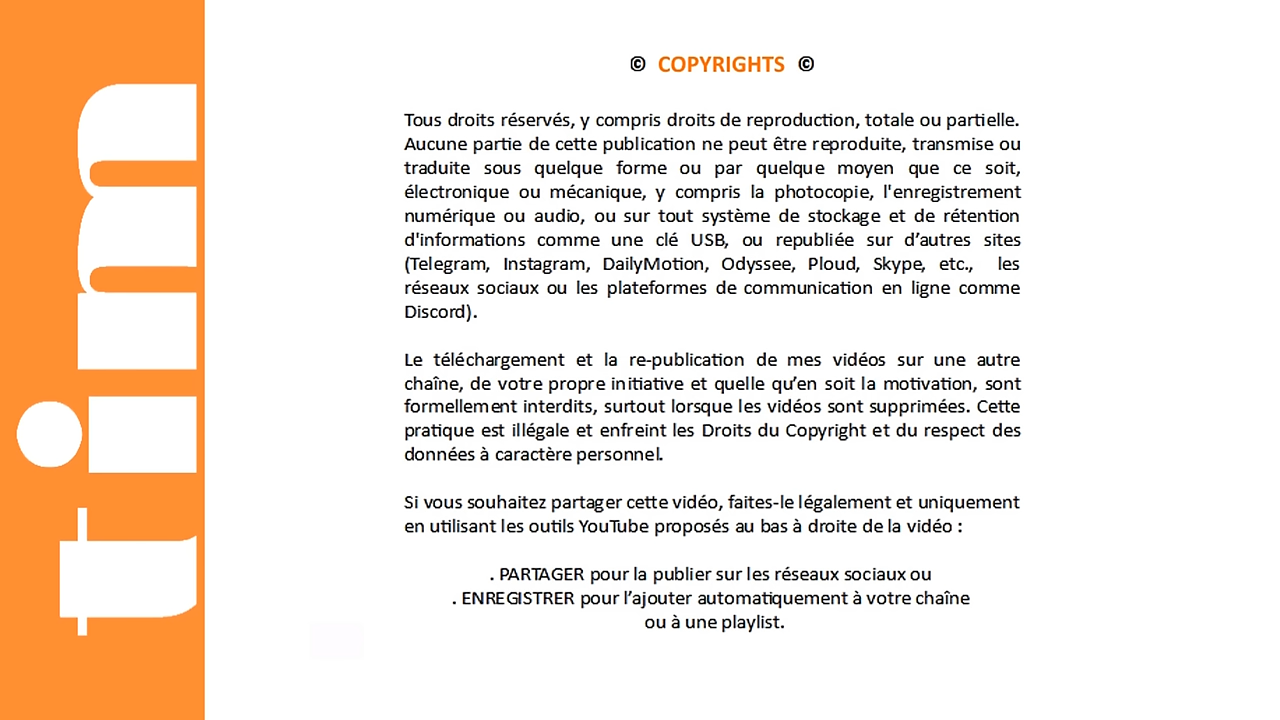 tim
© COPYRIGHTS ©
Tous droits réservés, y compris droits de reproduction, totale ou partielle.
Aucune partie de cette publication ne peut être reproduite, transmise ou
traduite sous quelque forme ou par quelque moyen que ce soit,
électronique ou mécanique, y compris la photocopie, l'enregistrement
numérique ou audio, ou sur tout système de stockage et de rétention
d'informations comme une clé USB, ou republiée sur d’autres sites
(Telegram, Instagram, DailyMotion, Odyssee, Ploud, Skype, etc., les
réseaux sociaux ou les plateformes de communication en ligne comme
Discord).
Le téléchargement et la re-publication de mes vidéos sur une autre
chaîne, de votre propre initiative et quelle qu’en soit la motivation, sont
formellement interdits, surtout lorsque les vidéos sont supprimées. Cette
pratique est illégale et enfreint les Droits du Copyright et du respect des
données à caractère personnel.
Si vous souhaitez partager cette vidéo, faites-le légalement et uniquement
en utilisant les outils YouTube proposés au bas à droite de la vidéo :
. PARTAGER pour la publier sur les réseaux sociaux ou
. ENREGISTRER pour l’ajouter automatiquement à votre chaîne
ou à une playlist.